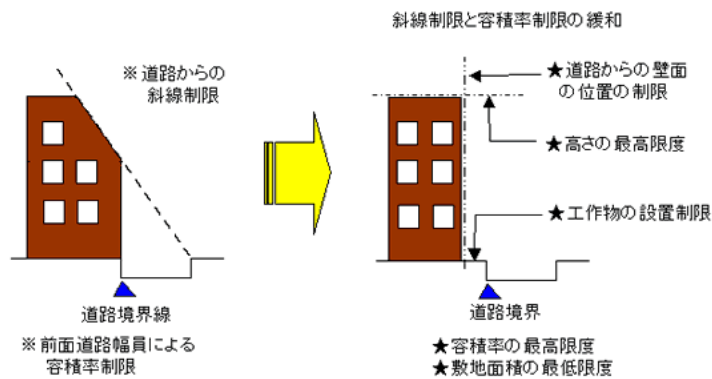 斜線制限と容積率制限の緩和
※道路からの
斜線制限
★道路からの壁面
の位置の制限
★高さの最高限度
★工作物の設置制限
道路境界線
道路境界
※前面道路幅員による
容積率制限
★容積率の最高限度
★敷地面積の最低限度